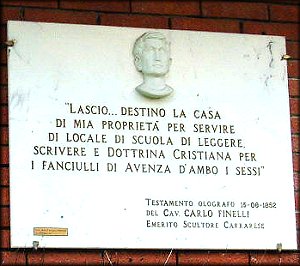 "LASCIO... DESTINO LA CASA
DI MIA PROPRIETÀ PER SERVIRE
DI LOCALE DI SCUOLA DI LEGGERE,
SCRIVERE E DOTTRINA CRISTIANA PER
I FANCIULLI DI AVENZA D'AMBO I SESSI"
TESTAMENTO OLOGRAFO 15-06-1852
DEL CAV. CARLO FINELLI
EMERITO SCULTORE CARRARESE